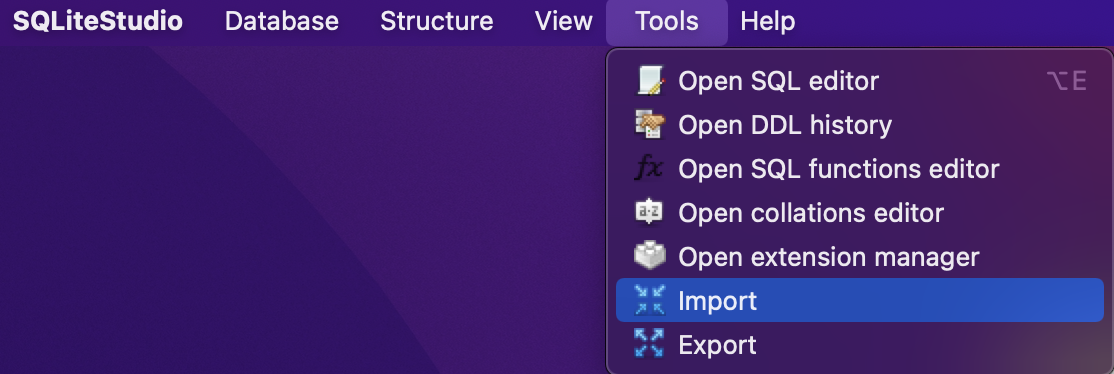 SQLiteStudio Database Structure View Tools Help
Open SQL editor ⌥E
Open DDL history
fx Open SQL functions editor
a-z Open collations editor
Open extension manager
Import
Export